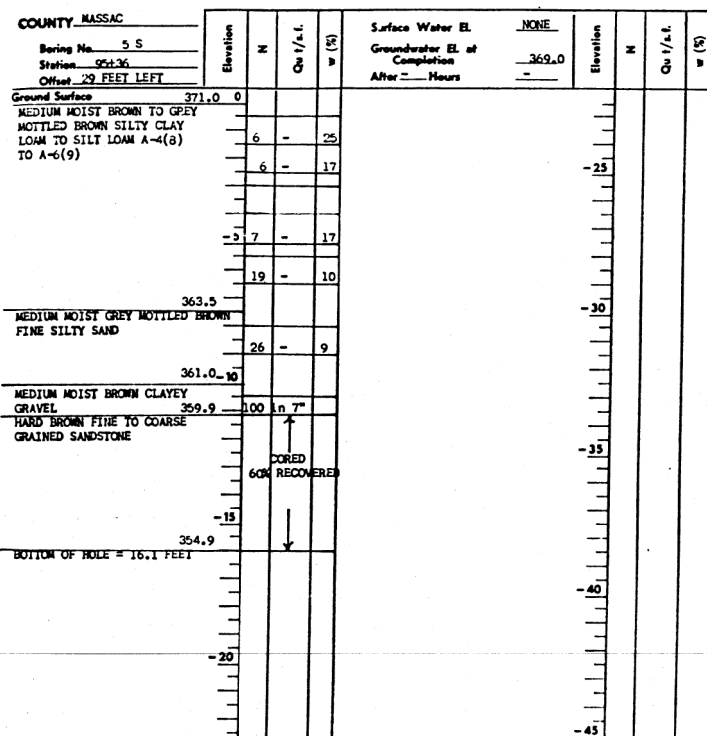 COUNTY MASSAC
Boring No. 5 S
Station 95+36
Offset 29 FEET LEFT
Elevation
N
Qu t/s.f.
w (%)
Surface Water El. NONE
Groundwater El. at
Completion 369.0
After - Hours -
Elevation
N
Qu t/s.f.
w (%)
Ground Surface 371.0 0
MEDIUM MOIST BROWN TO GREY
MOTTLED BROWN SILTY CLAY
LOAM TO SILT LOAM A-4(8)
TO A-6(9)
6 - 25
6 - 17
-5 7 - 17
19 - 10
363.5
MEDIUM MOIST GREY MOTTLED BROWN
FINE SILTY SAND
26 - 9
361.0 -10
MEDIUM MOIST BROWN CLAYEY
GRAVEL 359.9 100 in 7"
HARD BROWN FINE TO COARSE
GRAINED SANDSTONE
CORED
60% RECOVERED
-15
354.9
BOTTOM OF HOLE = 16.1 FEET
-20
-25
-30
-35
-40
-45